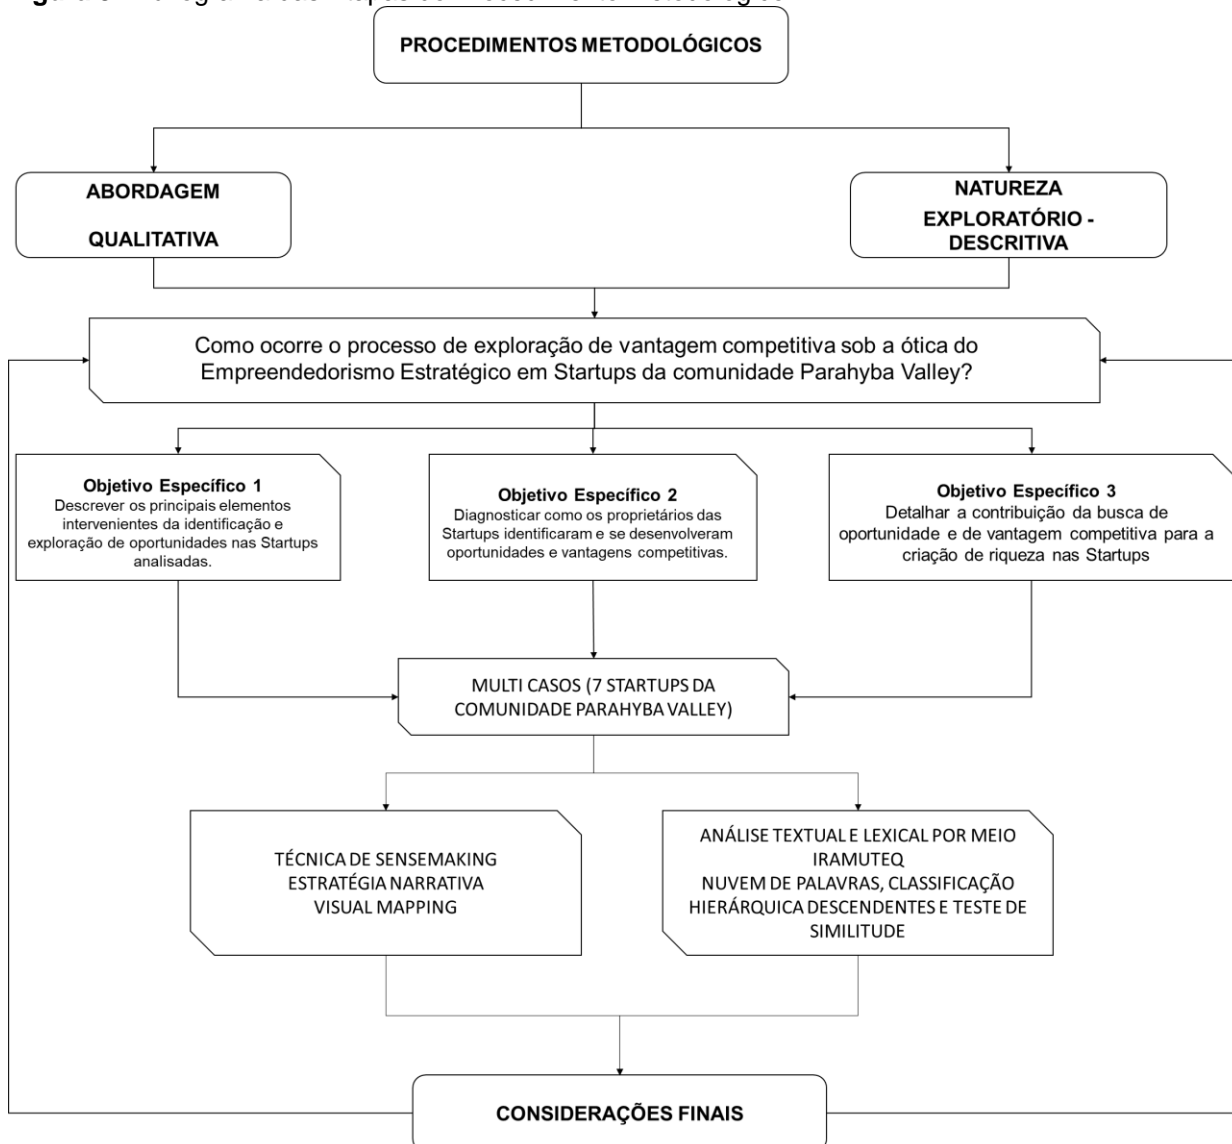 PROCEDIMENTOS METODOLÓGICOS
ABORDAGEM
QUALITATIVA
NATUREZA
EXPLORATÓRIO -
DESCRITIVA
Como ocorre o processo de exploração de vantagem competitiva sob a ótica do
Empreendedorismo Estratégico em Startups da comunidade Parahyba Valley?
Objetivo Específico 1
Descrever os principais elementos
intervenientes da identificação e
exploração de oportunidades nas Startups
analisadas.
Objetivo Específico 2
Diagnosticar como os proprietários das
Startups identificaram e se desenvolveram
oportunidades e vantagens competitivas.
Objetivo Específico 3
Detalhar a contribuição da busca de
oportunidade e de vantagem competitiva para a
criação de riqueza nas Startups
MULTI CASOS (7 STARTUPS DA
COMUNIDADE PARAHYBA VALLEY)
TÉCNICA DE SENSEMAKING
ESTRATÉGIA NARRATIVA
VISUAL MAPPING
ANÁLISE TEXTUAL E LEXICAL POR MEIO
IRAMUTEQ
NUVEM DE PALAVRAS, CLASSIFICAÇÃO
HIERÁRQUICA DESCENDENTES E TESTE DE
SIMILITUDE
CONSIDERAÇÕES FINAIS